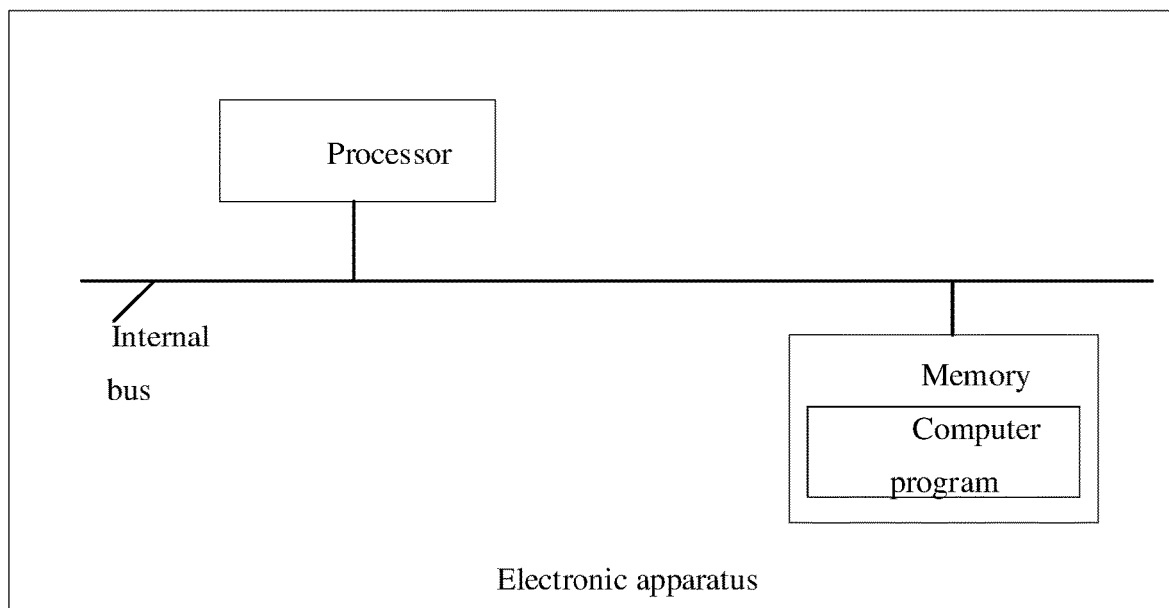 Processor
Internal
bus
Memory
Computer
program
Electronic apparatus